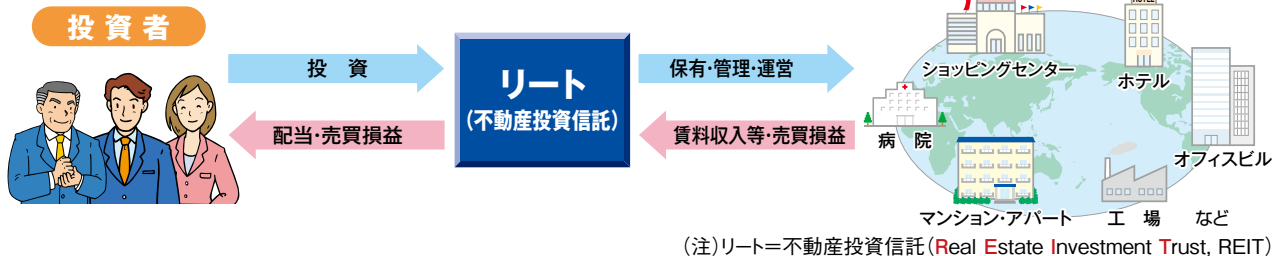 投資者
投 資
配当・売買損益
リート
(不動産投資信託)
保有・管理・運営
賃料収入等・売買損益
HOTEL
ショッピングセンター
ホテル
病 院
オフィスビル
マンション・アパート
工 場 など
(注)リート=不動産投資信託(Real Estate Investment Trust, REIT)